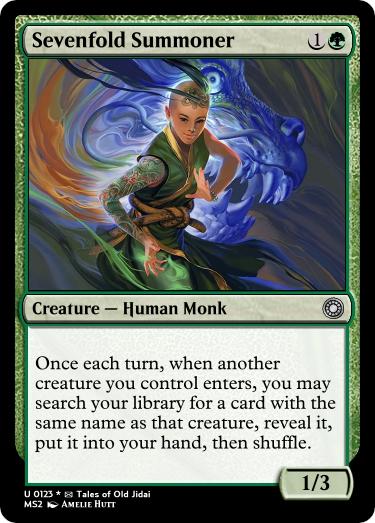 Sevenfold Summoner 1
Creature — Human Monk
Once each turn, when another
creature you control enters, you may
search your library for a card with the
same name as that creature, reveal it,
put it into your hand, then shuffle.
1/3
U 0123 * Tales of Old Jidai
MS2 Amelie Hutt